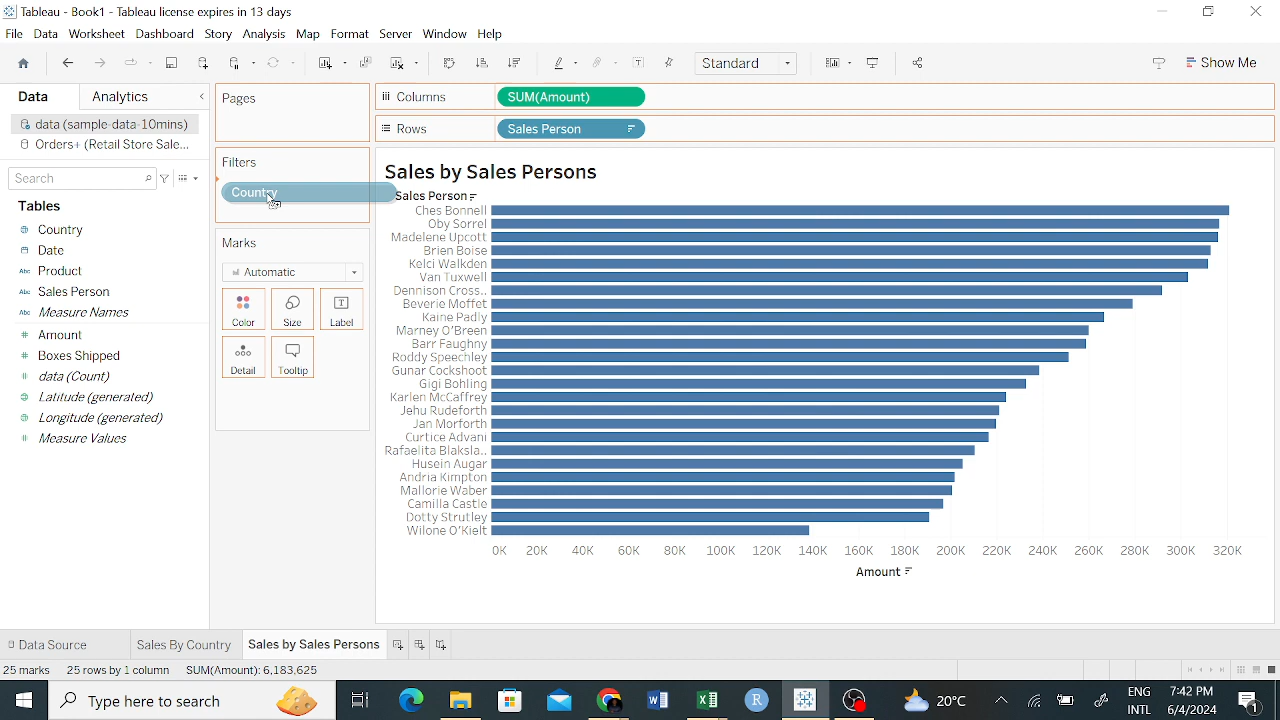 Tableau - Book1 - Tableau license expires in 13 days
File Data Worksheet Dashboard Story Analysis Map Format Server Window Help
Standard
Show Me
Data Analytics
Pages
Columns SUM(Amount)
data (sample-data-10mins)
Rows Sales Person
Orders+ (Retail Store Sale...
Filters
Sales by Sales Persons
Search
Country
Sales Person
Tables
Country
Date
Abc Product
Abc Sales Person
Abc Measure Names
Amount
Boxes Shipped
data (Count)
Latitude (generated)
Longitude (generated)
Measure Values
Marks
Automatic
Color Size Label
Detail Tooltip
Ches Bonnell
Oby Sorrel
Madelene Upcott
Brien Boise
Kelci Walkden
Van Tuxwell
Dennison Cross..
Beverie Moffet
Kaine Padly
Marney O'Breen
Barr Faughny
Roddy Speechley
Gunar Cockshoot
Gigi Bohling
Karlen McCaffrey
Jehu Rudeforth
Jan Morforth
Curtice Advani
Rafaelita Blaksla..
Husein Augar
Andria Kimpton
Mallorie Waber
Camilla Castle
Dotty Strutley
Wilone O'Kielt
0K 20K 40K 60K 80K 100K 120K 140K 160K 180K 200K 220K 240K 260K 280K 300K 320K
Amount
Data Source Sales By Country Sales by Sales Persons
25 marks 25 rows by 1 column SUM(Amount): 6,183,625
Type here to search
20°C
ENG
INTL
7:42 PM
6/4/2024
1